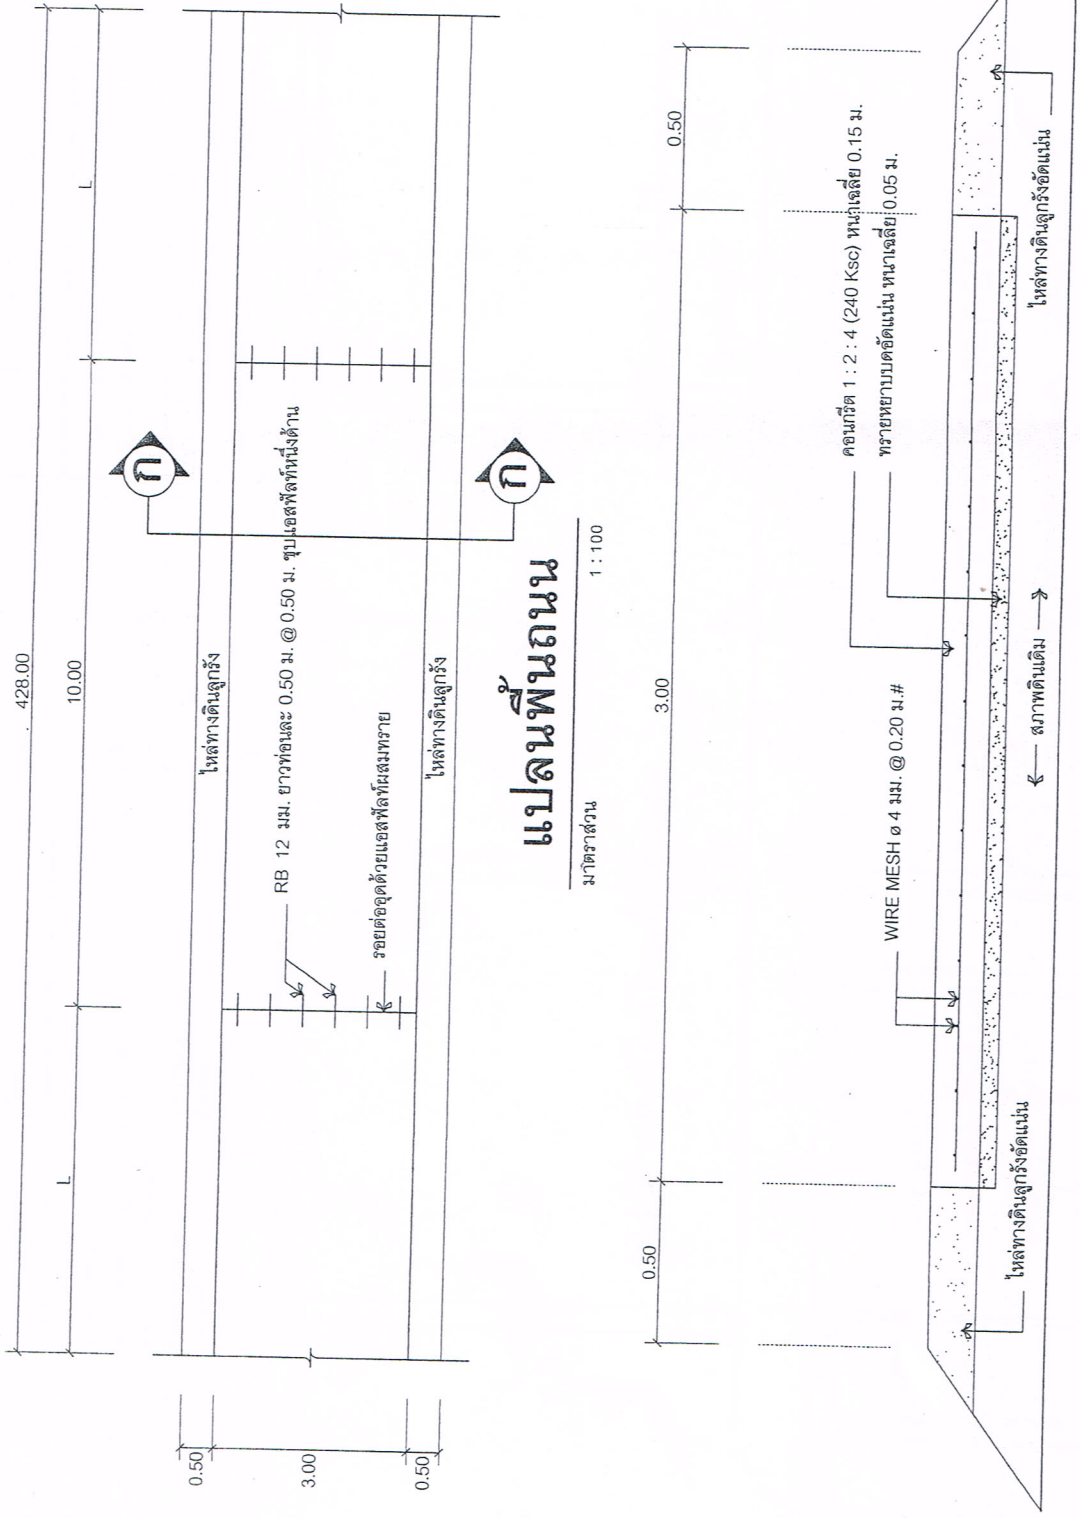 428.00
L
10.00
L
0.50
3.00
0.50
ไหล่ทางดินลูกรัง
RB 12 มม. ยาวท่อนละ 0.50 ม. @ 0.50 ม. ชุบแอสฟัลท์หนึ่งด้าน
รอยต่ออุดด้วยแอสฟัลท์ผสมทราย
ไหล่ทางดินลูกรัง
ก
ก
แปลนพื้นถนน
มาตราส่วน 1 : 100
0.50
3.00
0.50
คอนกรีต 1 : 2 : 4 (240 Ksc) หนาเฉลี่ย 0.15 ม.
ทรายหยาบบดอัดแน่น หนาเฉลี่ย 0.05 ม.
WIRE MESH ø 4 มม. @ 0.20 ม.#
ไหล่ทางดินลูกรังอัดแน่น
สภาพดินเดิม
ไหล่ทางดินลูกรังอัดแน่น